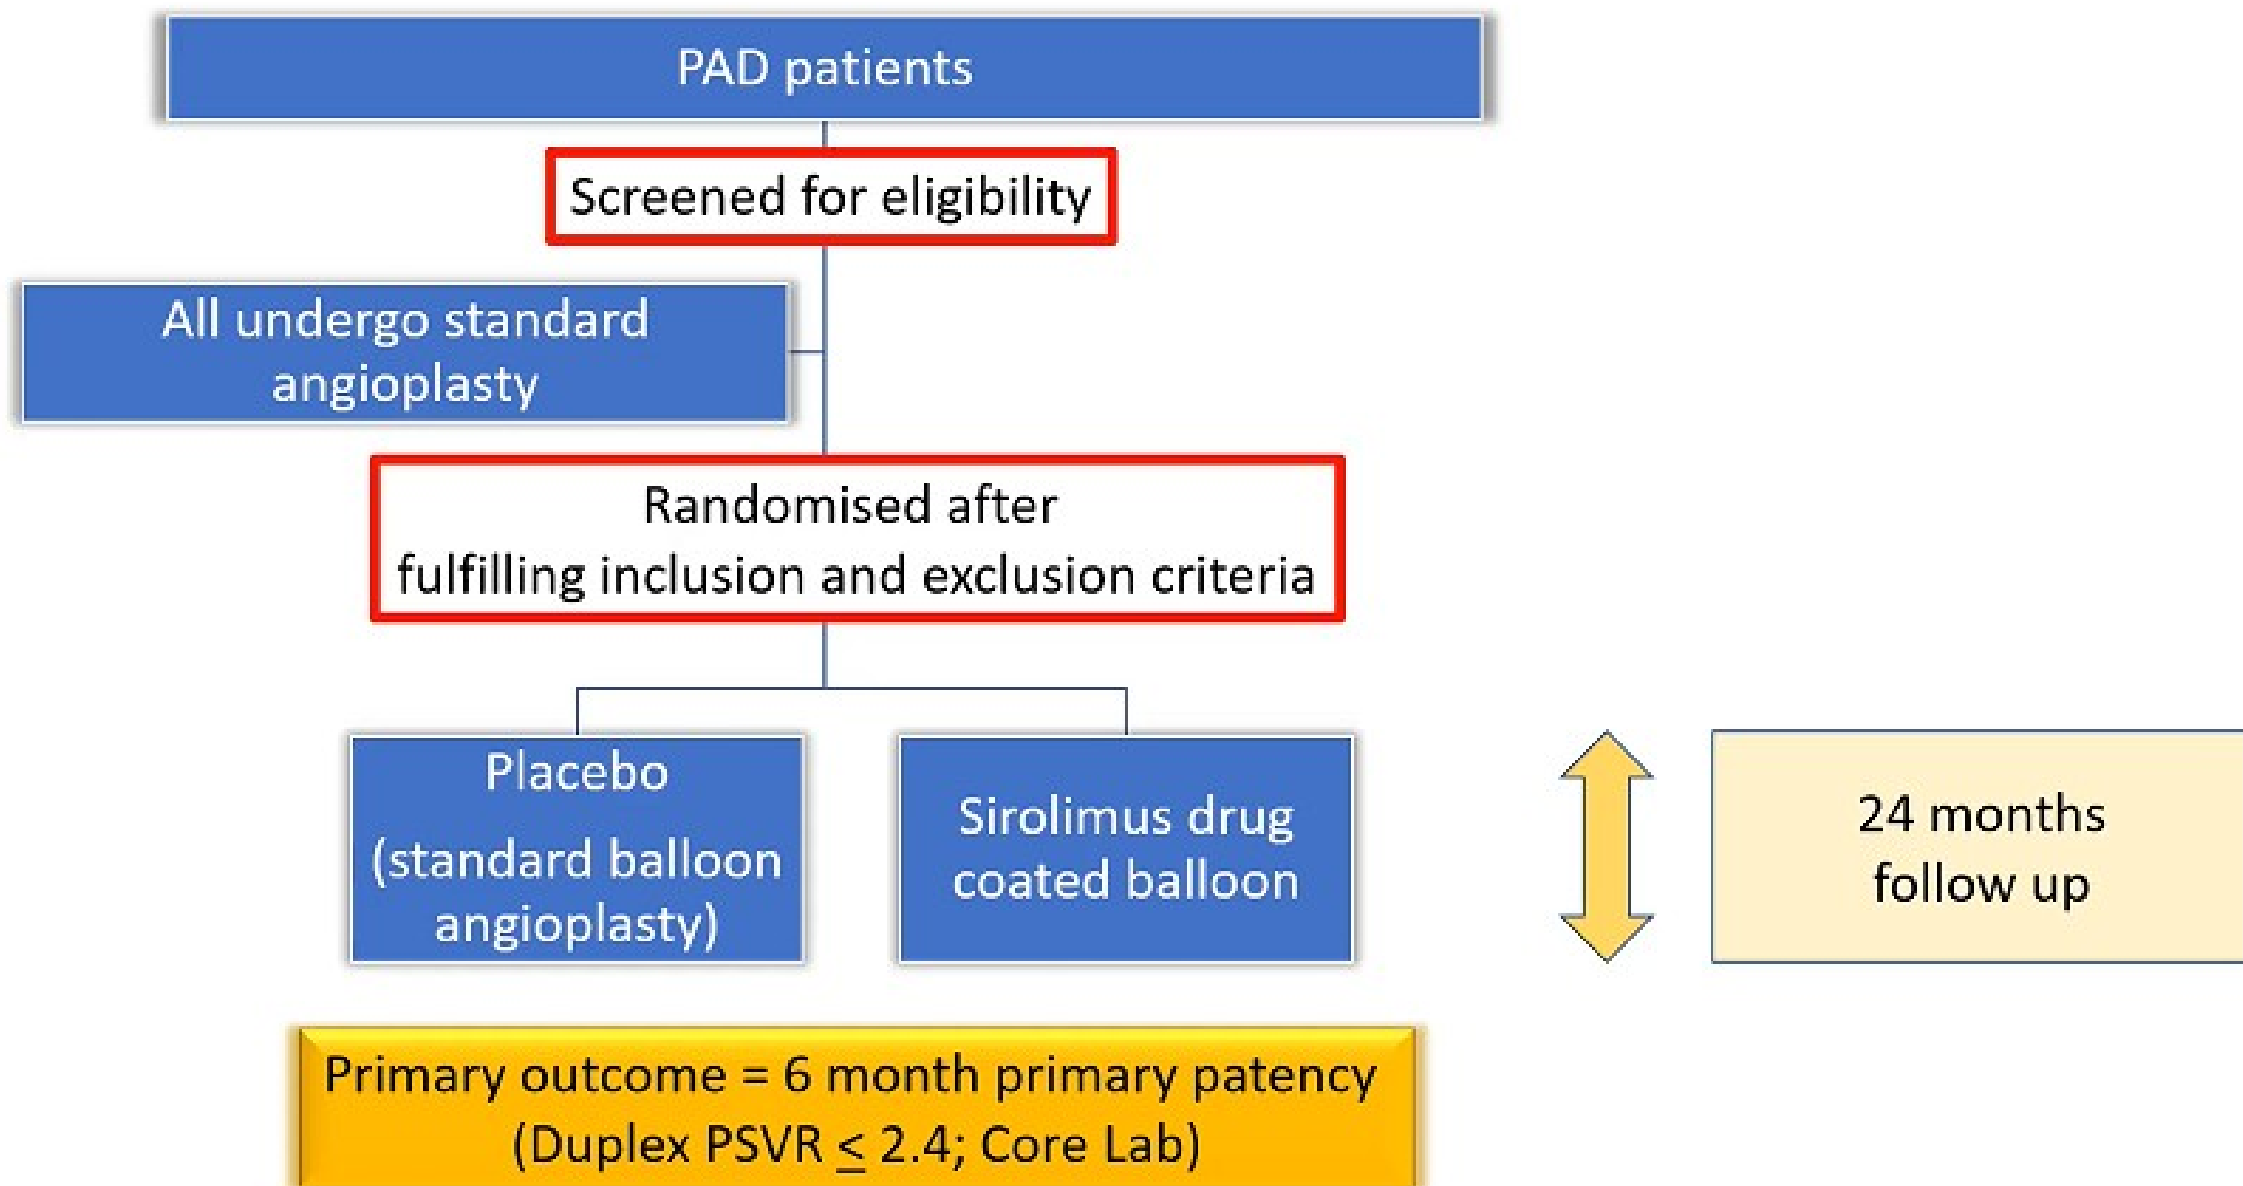 PAD patients
Screened for eligibility
All undergo standard
angioplasty
Randomised after
fulfilling inclusion and exclusion criteria
Placebo
(standard balloon
angioplasty)
Sirolimus drug
coated balloon
24 months
follow up
Primary outcome = 6 month primary patency
(Duplex PSVR ≤ 2.4; Core Lab)